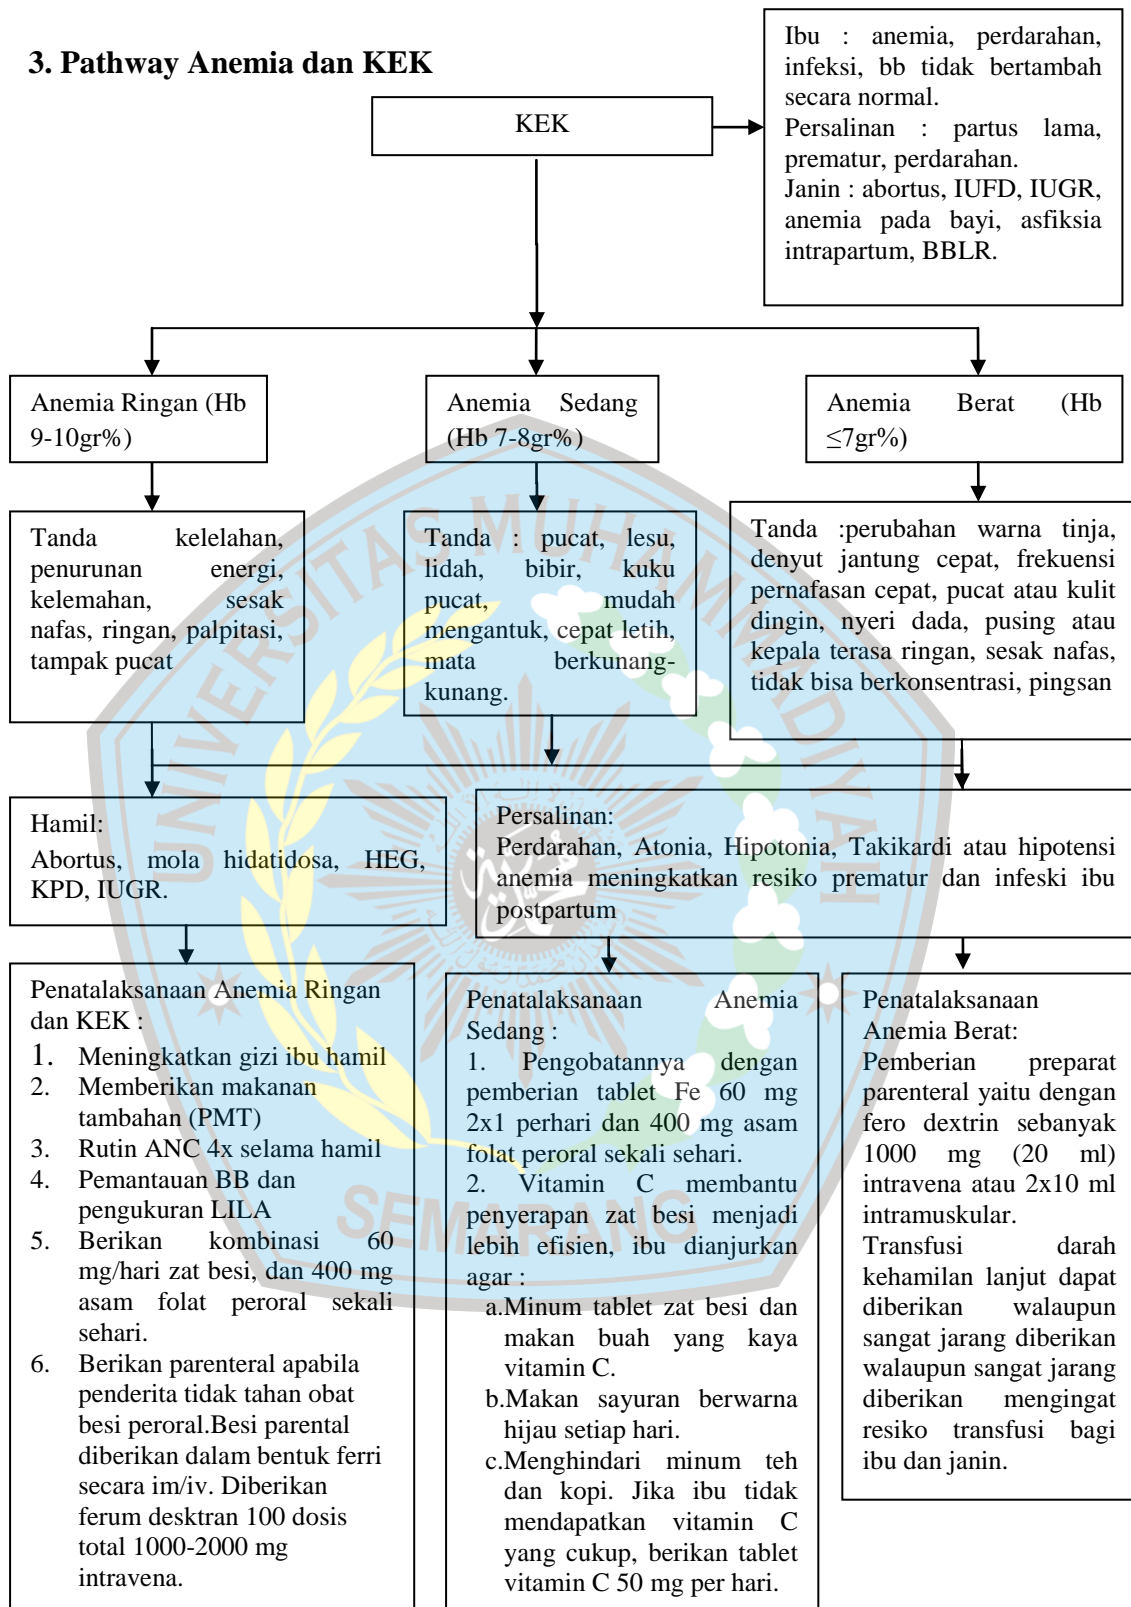 3. Pathway Anemia dan KEK
KEK
Ibu : anemia, perdarahan,
infeksi, bb tidak bertambah
secara normal.
Persalinan : partus lama,
prematur, perdarahan.
Janin : abortus, IUFD, IUGR,
anemia pada bayi, asfiksia
intrapartum, BBLR.
Anemia Ringan (Hb
9-10gr%)
Anemia Sedang
(Hb 7-8gr%)
Anemia Berat (Hb
≤7gr%)
Tanda kelelahan,
penurunan energi,
kelemahan, sesak
nafas, ringan, palpitasi,
tampak pucat
Tanda : pucat, lesu,
lidah, bibir, kuku
pucat, mudah
mengantuk, cepat letih,
mata berkunang-
kunang.
Tanda :perubahan warna tinja,
denyut jantung cepat, frekuensi
pernafasan cepat, pucat atau kulit
dingin, nyeri dada, pusing atau
kepala terasa ringan, sesak nafas,
tidak bisa berkonsentrasi, pingsan
Hamil:
Abortus, mola hidatidosa, HEG,
KPD, IUGR.
Persalinan:
Perdarahan, Atonia, Hipotonia, Takikardi atau hipotensi
anemia meningkatkan resiko prematur dan infeski ibu
postpartum
Penatalaksanaan Anemia Ringan
dan KEK :
1. Meningkatkan gizi ibu hamil
2. Memberikan makanan
tambahan (PMT)
3. Rutin ANC 4x selama hamil
4. Pemantauan BB dan
pengukuran LILA
5. Berikan kombinasi 60
mg/hari zat besi, dan 400 mg
asam folat peroral sekali
sehari.
6. Berikan parenteral apabila
penderita tidak tahan obat
besi peroral.Besi parental
diberikan dalam bentuk ferri
secara im/iv. Diberikan
ferum desktran 100 dosis
total 1000-2000 mg
intravena.
Penatalaksanaan Anemia
Sedang :
1. Pengobatannya dengan
pemberian tablet Fe 60 mg
2x1 perhari dan 400 mg asam
folat peroral sekali sehari.
2. Vitamin C membantu
penyerapan zat besi menjadi
lebih efisien, ibu dianjurkan
agar :
a.Minum tablet zat besi dan
makan buah yang kaya
vitamin C.
b.Makan sayuran berwarna
hijau setiap hari.
c.Menghindari minum teh
dan kopi. Jika ibu tidak
mendapatkan vitamin C
yang cukup, berikan tablet
vitamin C 50 mg per hari.
Penatalaksanaan
Anemia Berat:
Pemberian preparat
parenteral yaitu dengan
fero dextrin sebanyak
1000 mg (20 ml)
intravena atau 2x10 ml
intramuskular.
Transfusi darah
kehamilan lanjut dapat
diberikan walaupun
sangat jarang diberikan
walaupun sangat jarang
diberikan mengingat
resiko transfusi bagi
ibu dan janin.
UNIVERSITAS MUHAMMADIYAH
SEMARANG